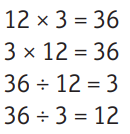 12 × 3 = 36
3 × 12 = 36
36 ÷ 12 = 3
36 ÷ 3 = 12